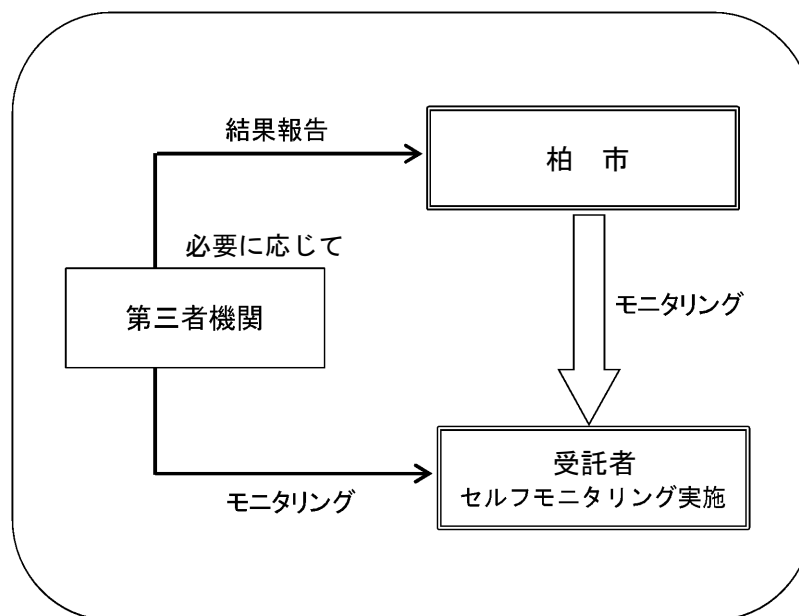 結果報告
柏　市
必要に応じて
第三者機関
モニタリング
受託者
セルフモニタリング実施
モニタリング